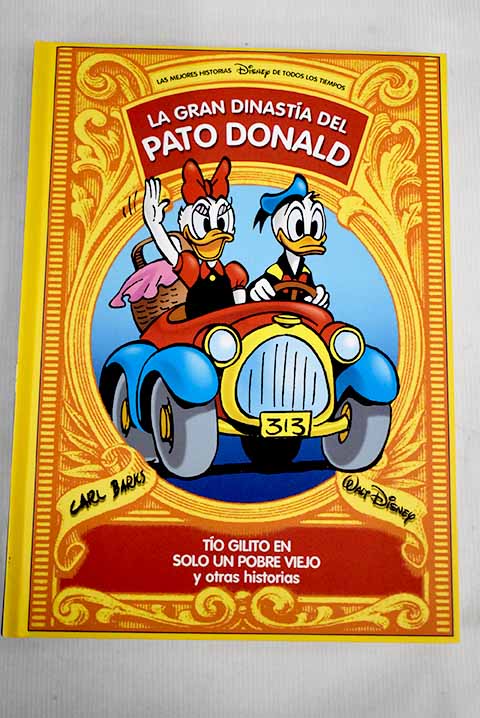 LAS MEJORES HISTORIAS Disney DE TODOS LOS TIEMPOS
LA GRAN DINASTÍA DEL
PATO DONALD
313
CARL BARKS
WALT DISNEY
TÍO GILITO EN
SOLO UN POBRE VIEJO
y otras historias